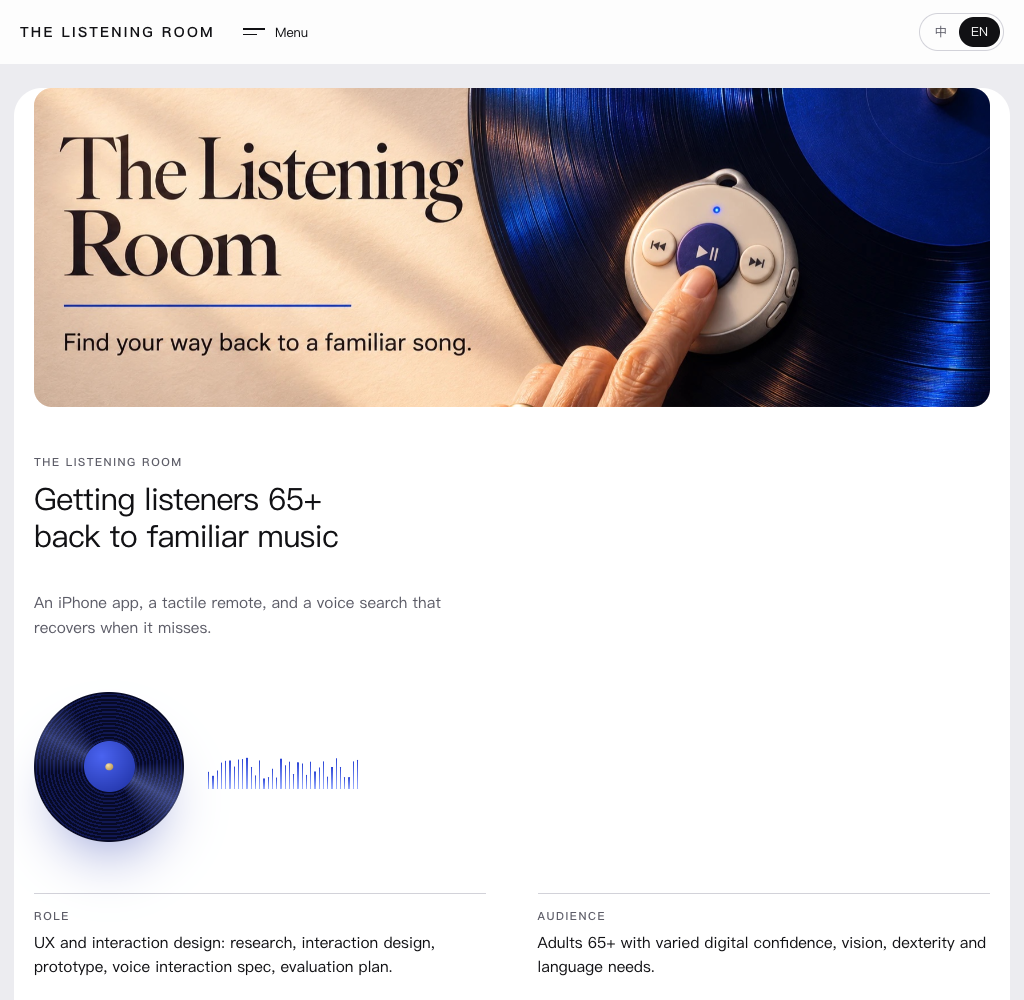 THE LISTENING ROOM
Menu
中
EN
The Listening
Room
Find your way back to a familiar song.
THE LISTENING ROOM
Getting listeners 65+
back to familiar music
An iPhone app, a tactile remote, and a voice search that
recovers when it misses.
ROLE
UX and interaction design: research, interaction design,
prototype, voice interaction spec, evaluation plan.
AUDIENCE
Adults 65+ with varied digital confidence, vision, dexterity and
language needs.